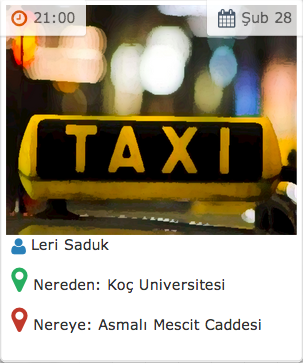 21:00
Şub 28
TAXI
Leri Saduk
Nereden: Koç Universitesi
Nereye: Asmalı Mescit Caddesi